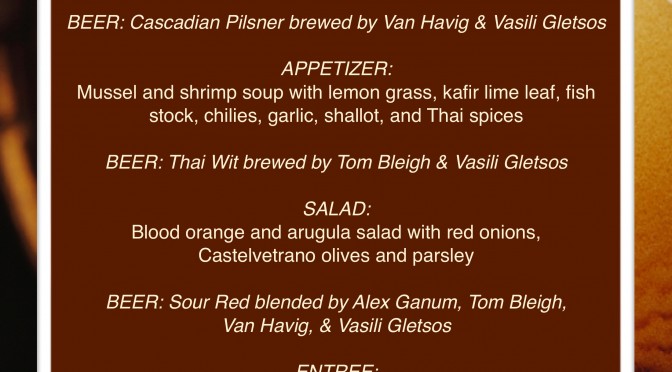 BEER: Cascadian Pilsner brewed by Van Havig & Vasili Gletsos
APPETIZER:
Mussel and shrimp soup with lemon grass, kafir lime leaf, fish
stock, chilies, garlic, shallot, and Thai spices
BEER: Thai Wit brewed by Tom Bleigh & Vasili Gletsos
SALAD:
Blood orange and arugula salad with red onions,
Castelvetrano olives and parsley
BEER: Sour Red blended by Alex Ganum, Tom Bleigh,
Van Havig, & Vasili Gletsos
ENTREE: